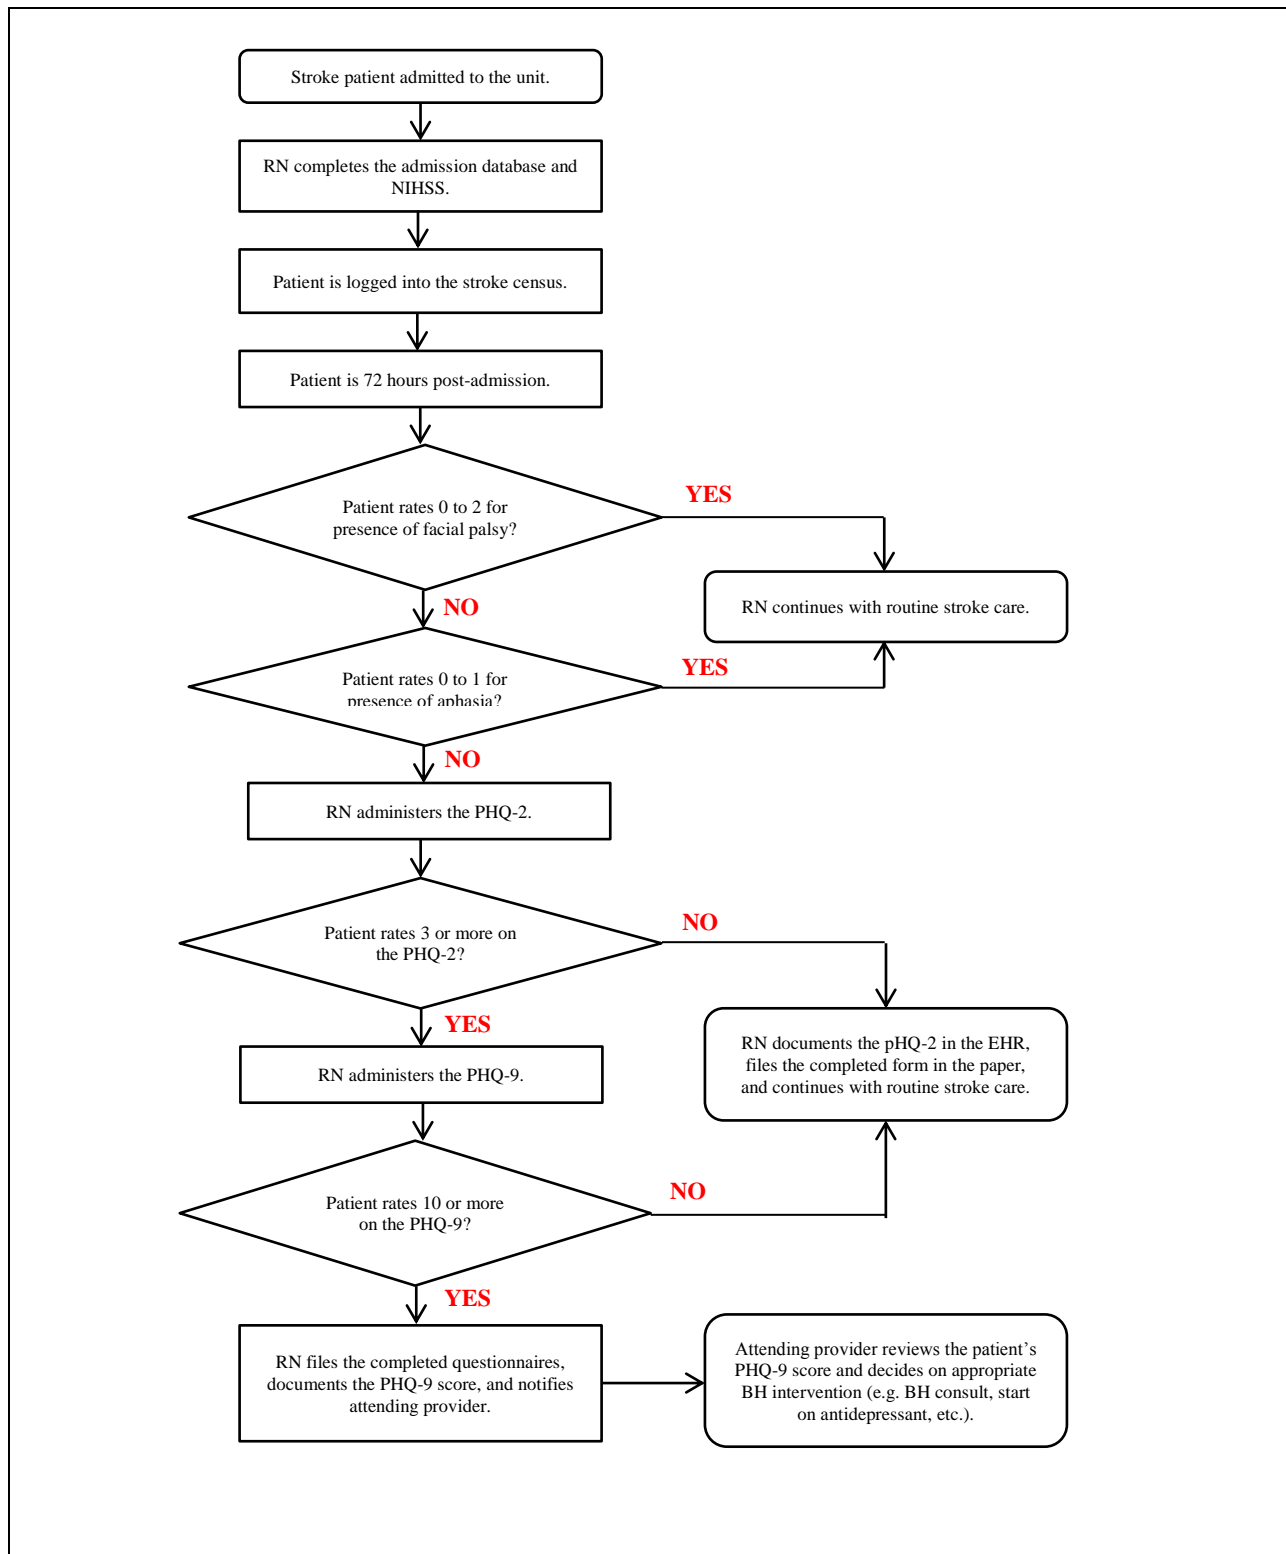 Stroke patient admitted to the unit.
RN completes the admission database and
NIHSS.
Patient is logged into the stroke census.
Patient is 72 hours post-admission.
Patient rates 0 to 2 for
presence of facial palsy?
YES
RN continues with routine stroke care.
NO
Patient rates 0 to 1 for
presence of aphasia?
YES
NO
RN administers the PHQ-2.
Patient rates 3 or more on
the PHQ-2?
NO
YES
RN documents the pHQ-2 in the EHR,
files the completed form in the paper,
and continues with routine stroke care.
RN administers the PHQ-9.
Patient rates 10 or more
on the PHQ-9?
NO
YES
RN files the completed questionnaires,
documents the PHQ-9 score, and notifies
attending provider.
Attending provider reviews the patient’s
PHQ-9 score and decides on appropriate
BH intervention (e.g. BH consult, start
on antidepressant, etc.).